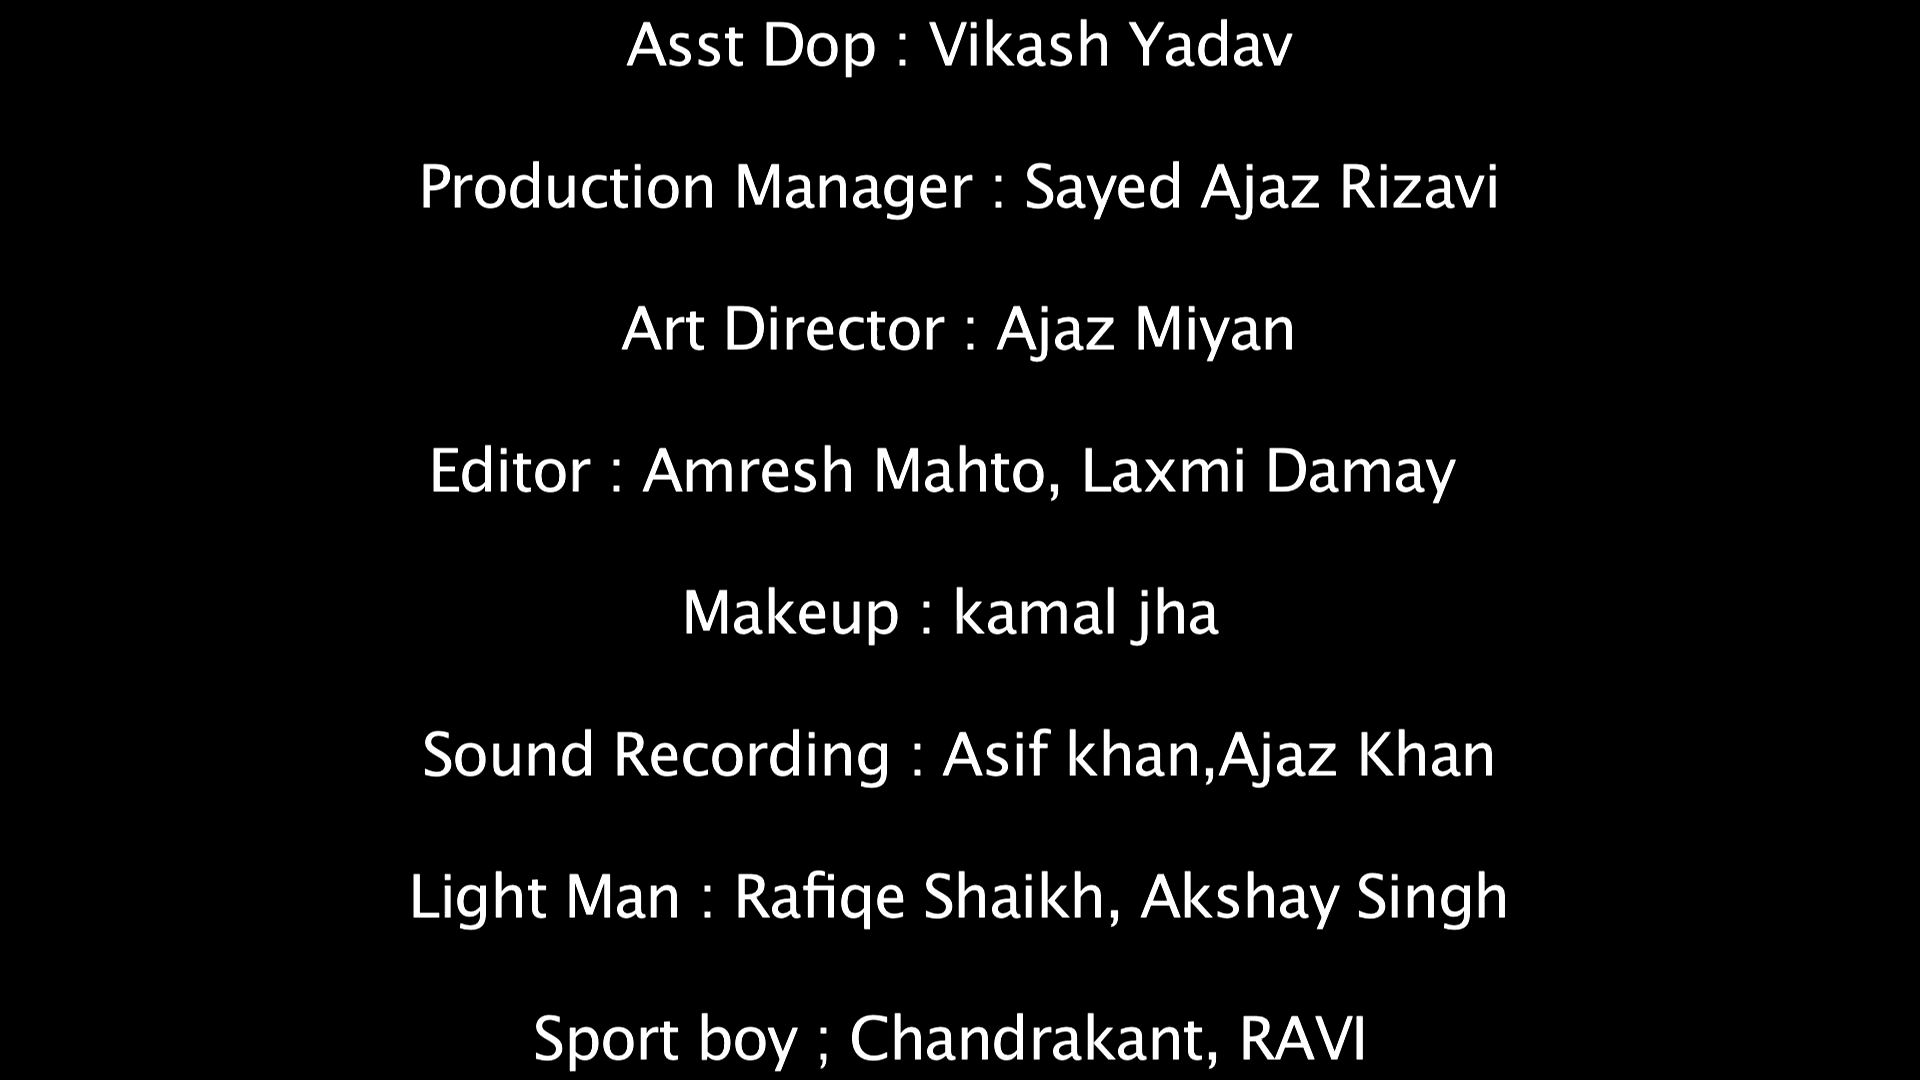 Asst Dop : Vikash Yadav
Production Manager : Sayed Ajaz Rizavi
Art Director : Ajaz Miyan
Editor : Amresh Mahto, Laxmi Damay
Makeup : kamal jha
Sound Recording : Asif khan,Ajaz Khan
Light Man : Rafiqe Shaikh, Akshay Singh
Sport boy ; Chandrakant, RAVI